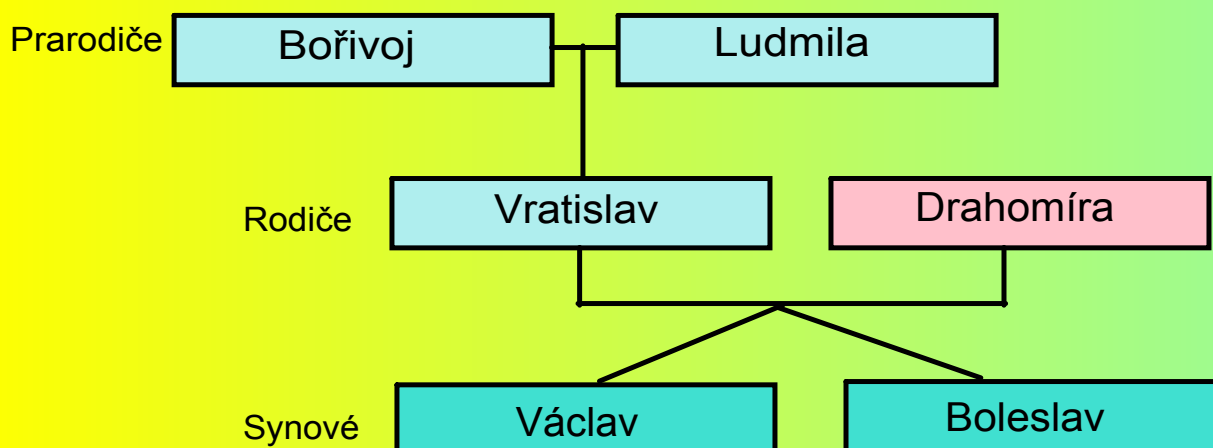 Prarodiče Bořivoj Ludmila
Rodiče Vratislav Drahomíra
Synové Václav Boleslav